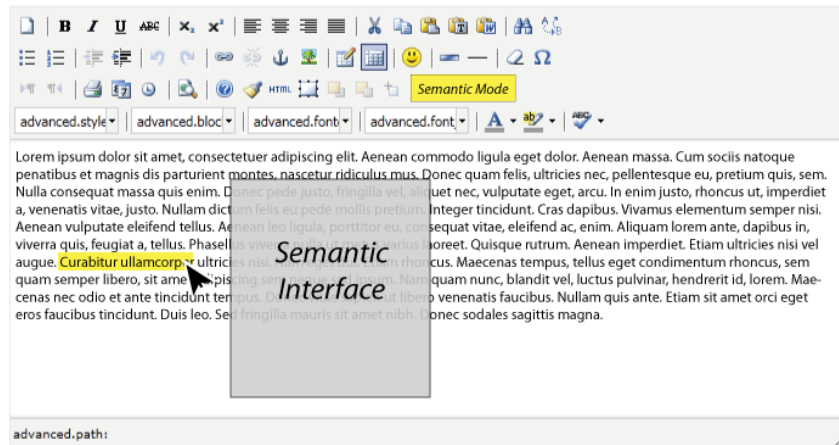 B I U ABC x₂ x²
HTML Semantic Mode
advanced.style advanced.bloc advanced.font advanced.font A ab ABC
Lorem ipsum dolor sit amet, consectetuer adipiscing elit. Aenean commodo ligula eget dolor. Aenean massa. Cum sociis natoque
penatibus et magnis dis parturient montes, nascetur ridiculus mus. Donec quam felis, ultricies nec, pellentesque eu, pretium quis, sem.
Nulla consequat massa quis enim. Donec pede justo, fringilla vel, aliquet nec, vulputate eget, arcu. In enim justo, rhoncus ut, imperdiet
a, venenatis vitae, justo. Nullam dictum felis eu pede mollis pretium. Integer tincidunt. Cras dapibus. Vivamus elementum semper nisi.
Aenean vulputate eleifend tellus. Aenean leo ligula, porttitor eu, consequat vitae, eleifend ac, enim. Aliquam lorem ante, dapibus in,
viverra quis, feugiat a, tellus. Phasellus viverra nulla ut metus varius laoreet. Quisque rutrum. Aenean imperdiet. Etiam ultricies nisi vel
augue. Curabitur ullamcorper ultricies nisi. Nam eget dui. Etiam rhoncus. Maecenas tempus, tellus eget condimentum rhoncus, sem
quam semper libero, sit amet adipiscing sem neque sed ipsum. Nam quam nunc, blandit vel, luctus pulvinar, hendrerit id, lorem. Mae-
cenas nec odio et ante tincidunt tempus. Donec vitae sapien ut libero venenatis faucibus. Nullam quis ante. Etiam sit amet orci eget
eros faucibus tincidunt. Duis leo. Sed fringilla mauris sit amet nibh. Donec sodales sagittis magna.
Semantic
Interface
advanced.path: